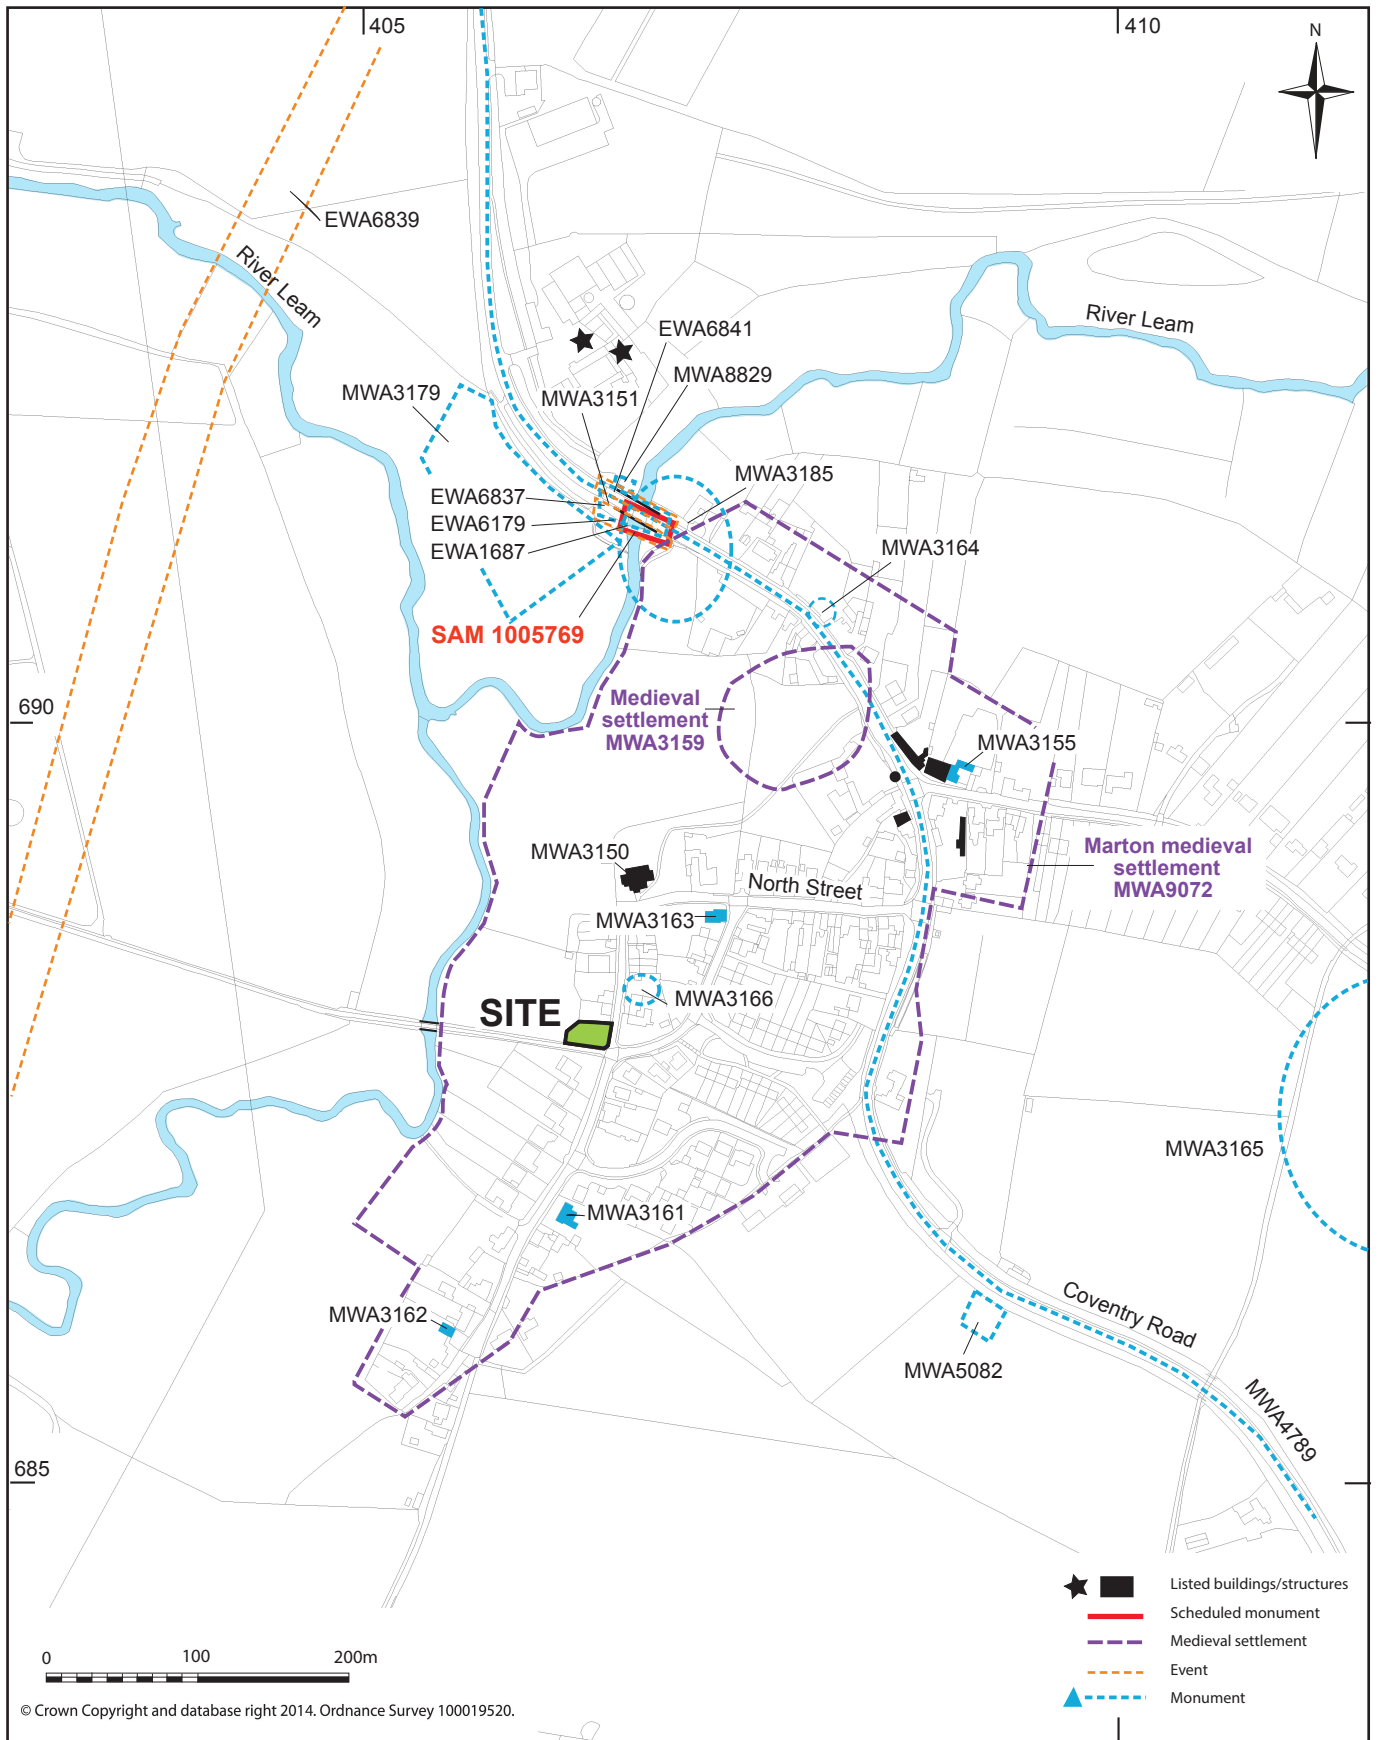 405
410
N
EWA6839
River Leam
River Leam
EWA6841
MWA8829
MWA3179
MWA3151
MWA3185
EWA6837
EWA6179
EWA1687
MWA3164
SAM 1005769
690
Medieval
settlement
MWA3159
MWA3155
MWA3150
Marton medieval
settlement
MWA9072
North Street
MWA3163
MWA3166
SITE
MWA3165
MWA3161
MWA3162
Coventry Road
MWA5082
MWA4789
685
Listed buildings/structures
Scheduled monument
Medieval settlement
Event
Monument
0 100 200m
© Crown Copyright and database right 2014. Ordnance Survey 100019520.